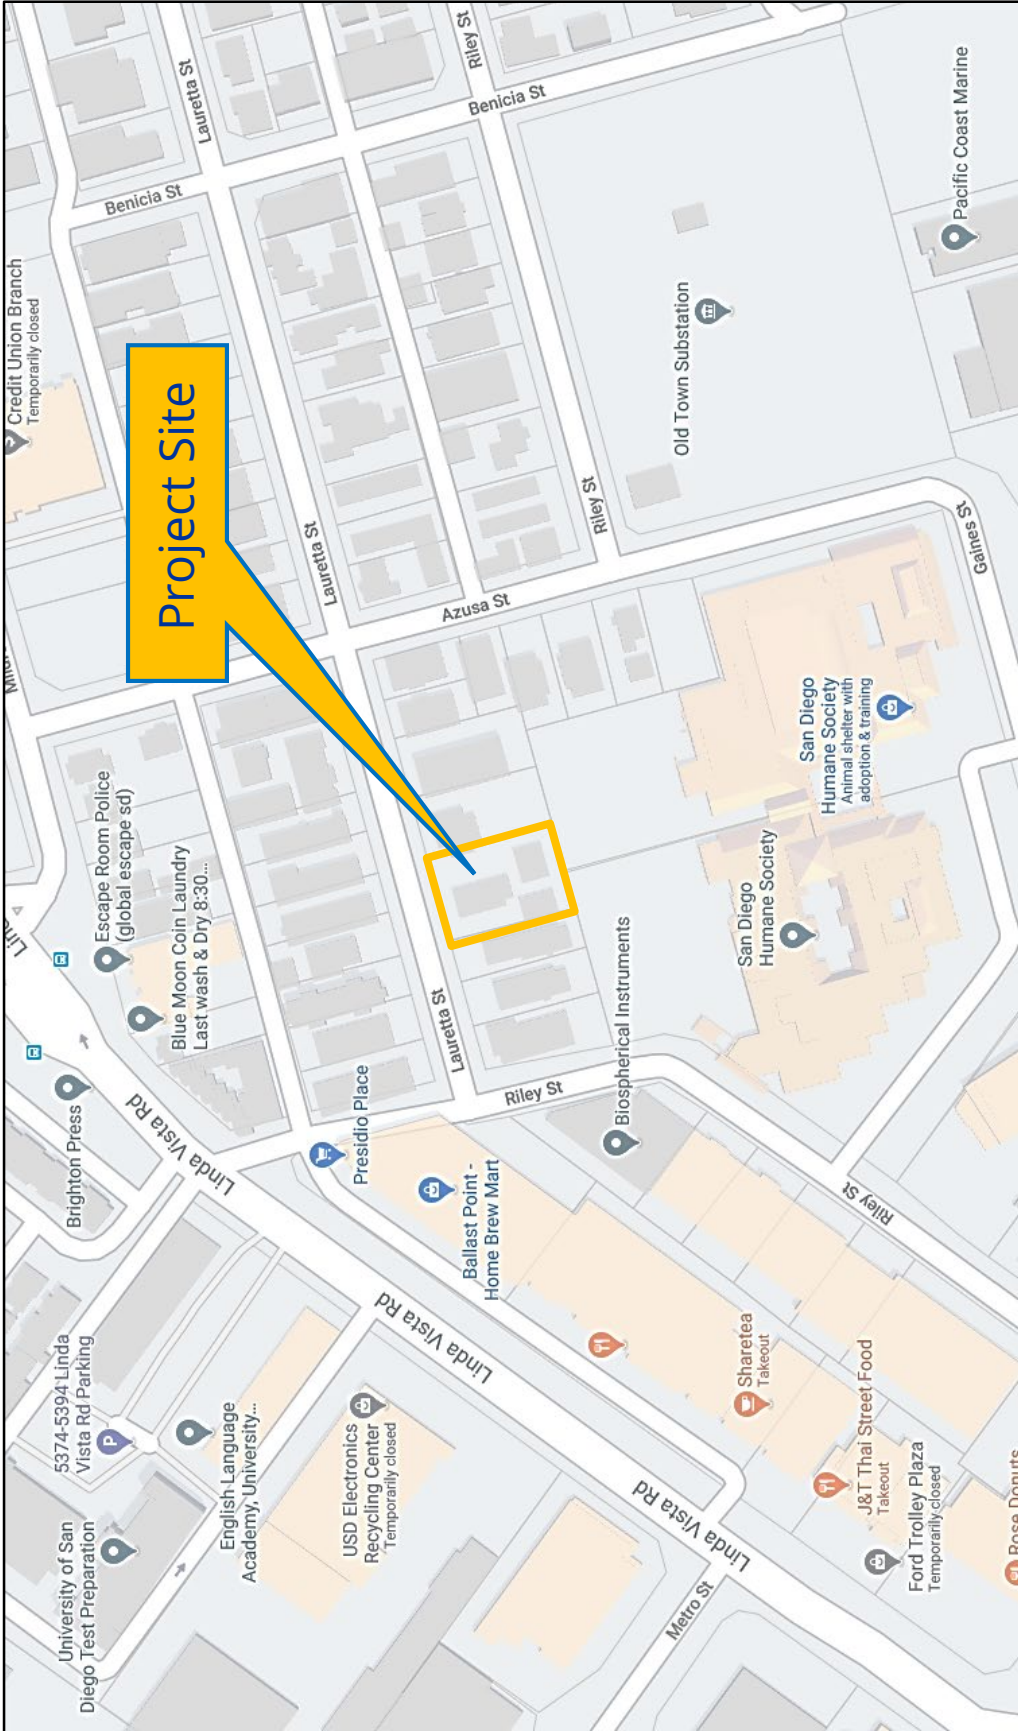 Project Site
Credit Union Branch
Temporarily closed
Lauretta St
Riley St
Benicia St
Benicia St
Pacific Coast Marine
Old Town Substation
Lauretta St
Riley St
Azusa St
Gaines St
San Diego
Humane Society
Animal shelter with
adoption & training
San Diego
Humane Society
Escape Room Police
(global escape sd)
Blue Moon Coin Laundry
Last wash & Dry 8:30...
Lauretta St
Riley St
Biospherical Instruments
Brighton Press
Linda Vista Rd
Presidio Place
Ballast Point -
Home Brew Mart
Riley St
5374-5394 Linda
Vista Rd Parking
P
Linda Vista Rd
University of San
Diego Test Preparation
English Language
Academy, University...
USD Electronics
Recycling Center
Temporarily closed
Sharetea
Takeout
Linda Vista Rd
Metro St
J&T Thai Street Food
Takeout
Ford Trolley Plaza
Temporarily closed
Rose Donuts